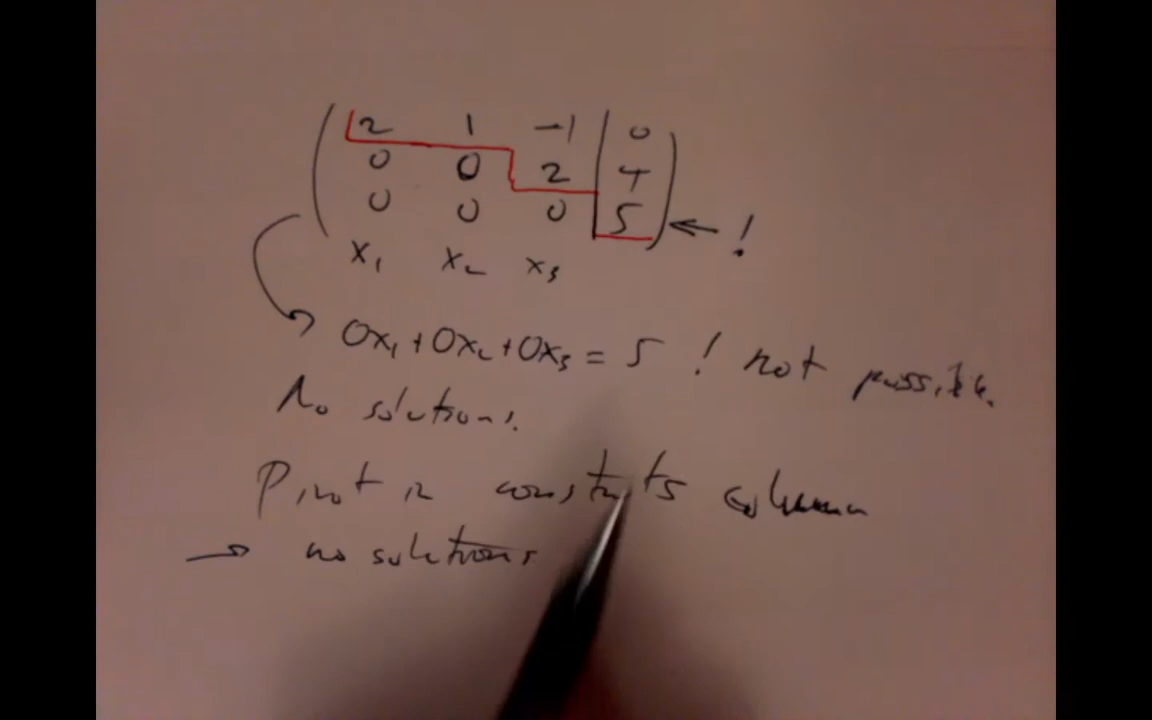 2 1 -1 | 0
0 0 2 | 4
0 0 0 | 5 ← !
x₁ x₂ x₃
0x₁ + 0x₂ + 0x₃ = 5 ! not possible.
No solutions.
Pivot in constants column
→ no solutions